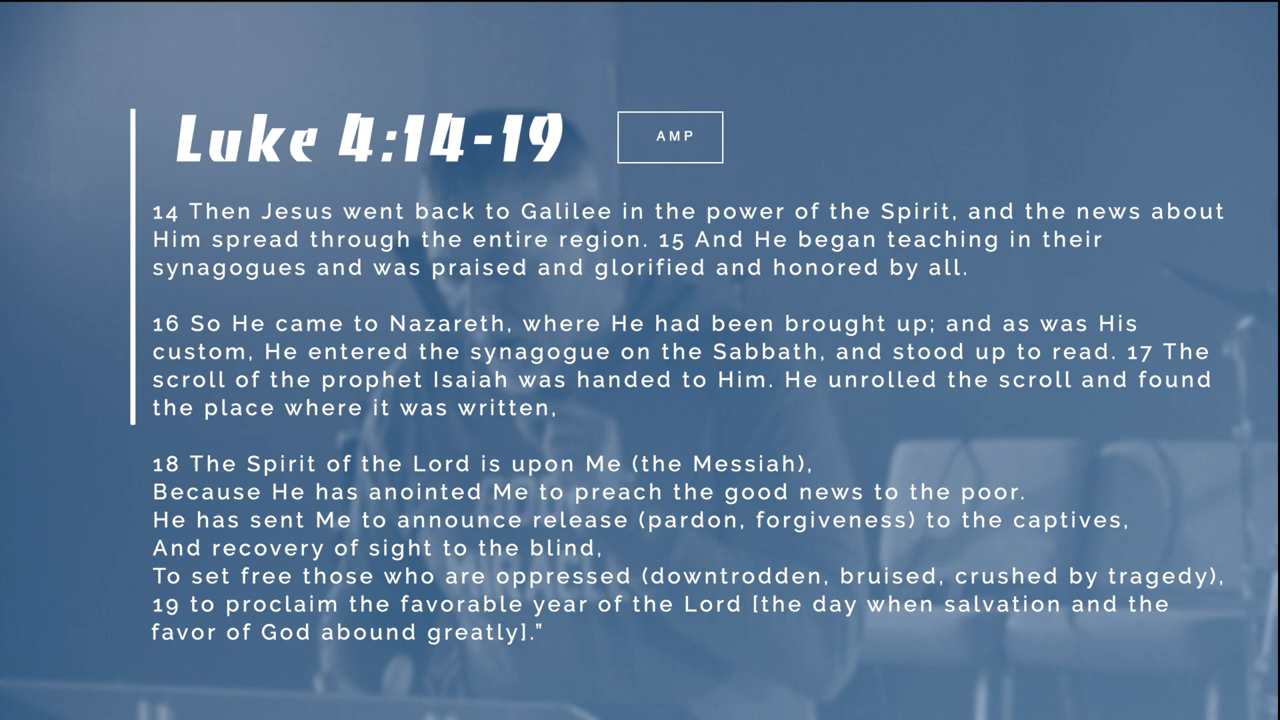 Luke 4:14-19
AMP
14 Then Jesus went back to Galilee in the power of the Spirit, and the news about
Him spread through the entire region. 15 And He began teaching in their
synagogues and was praised and glorified and honored by all.
16 So He came to Nazareth, where He had been brought up; and as was His
custom, He entered the synagogue on the Sabbath, and stood up to read. 17 The
scroll of the prophet Isaiah was handed to Him. He unrolled the scroll and found
the place where it was written,
18 The Spirit of the Lord is upon Me (the Messiah),
Because He has anointed Me to preach the good news to the poor.
He has sent Me to announce release (pardon, forgiveness) to the captives,
And recovery of sight to the blind,
To set free those who are oppressed (downtrodden, bruised, crushed by tragedy),
19 to proclaim the favorable year of the Lord [the day when salvation and the
favor of God abound greatly]."